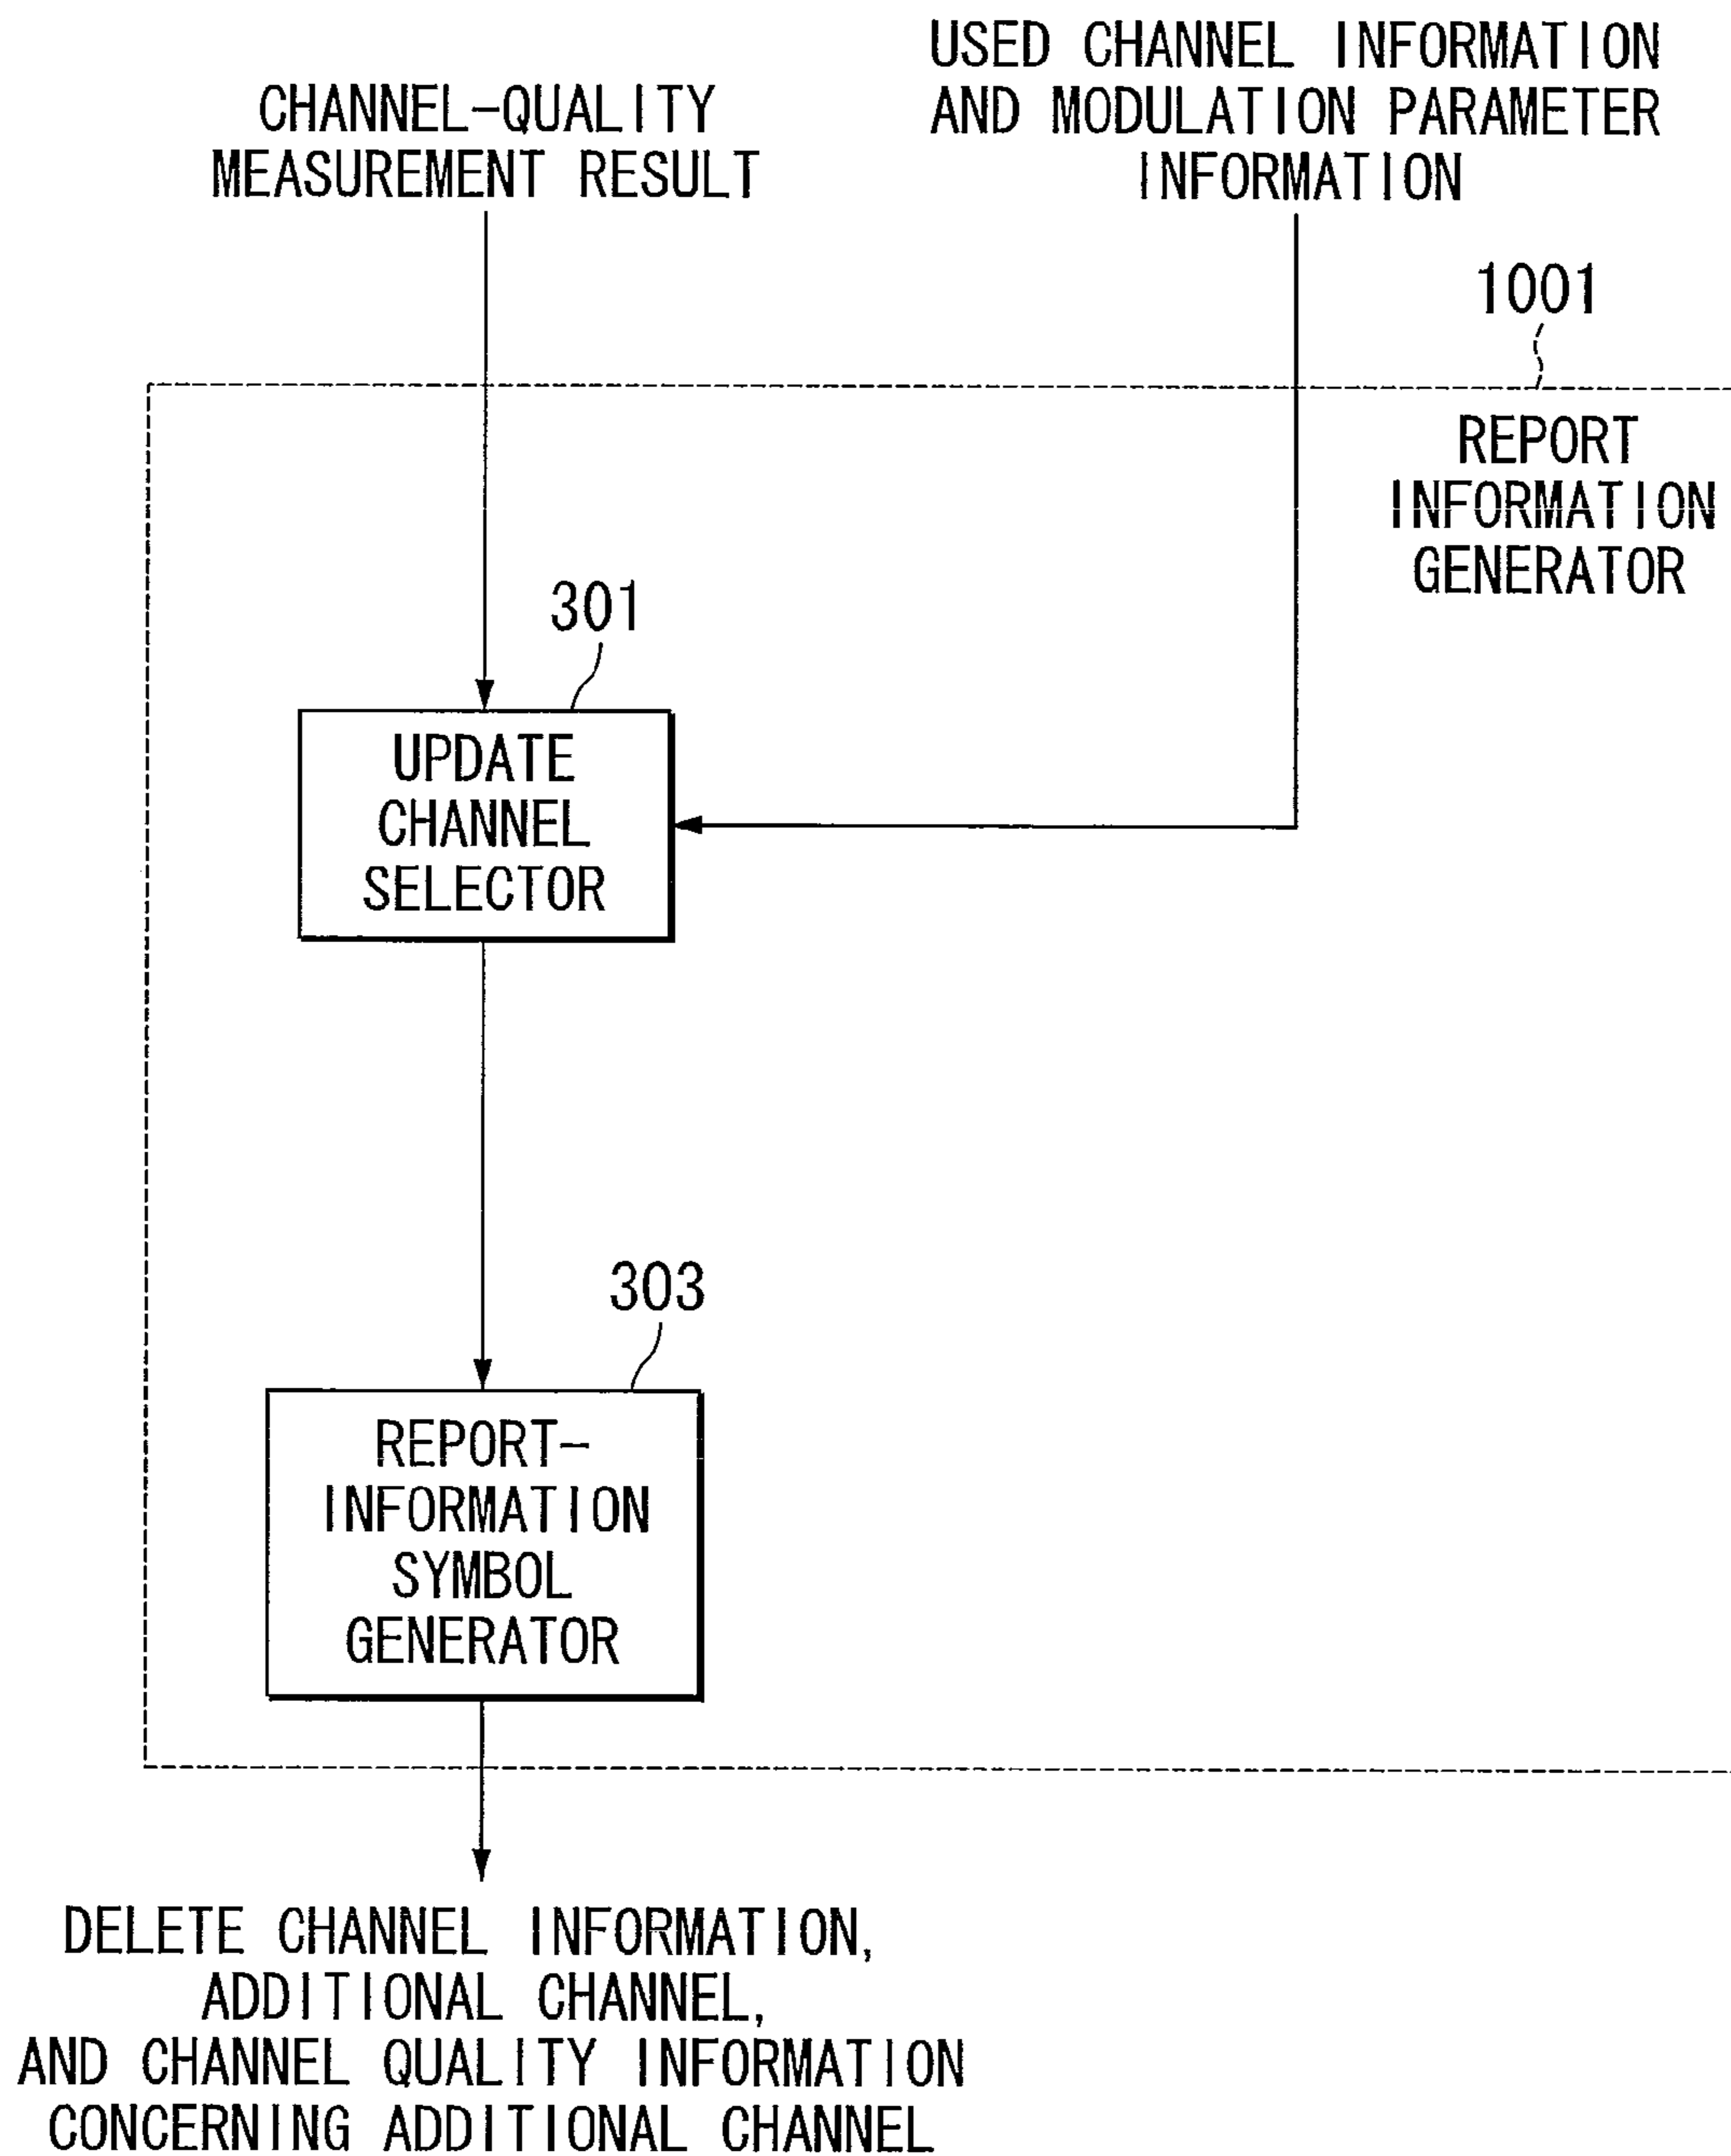 CHANNEL-QUALITY
MEASUREMENT RESULT
USED CHANNEL INFORMATION
AND MODULATION PARAMETER
INFORMATION
1001
REPORT
INFORMATION
GENERATOR
301
UPDATE
CHANNEL
SELECTOR
303
REPORT-
INFORMATION
SYMBOL
GENERATOR
DELETE CHANNEL INFORMATION,
ADDITIONAL CHANNEL,
AND CHANNEL QUALITY INFORMATION
CONCERNING ADDITIONAL CHANNEL